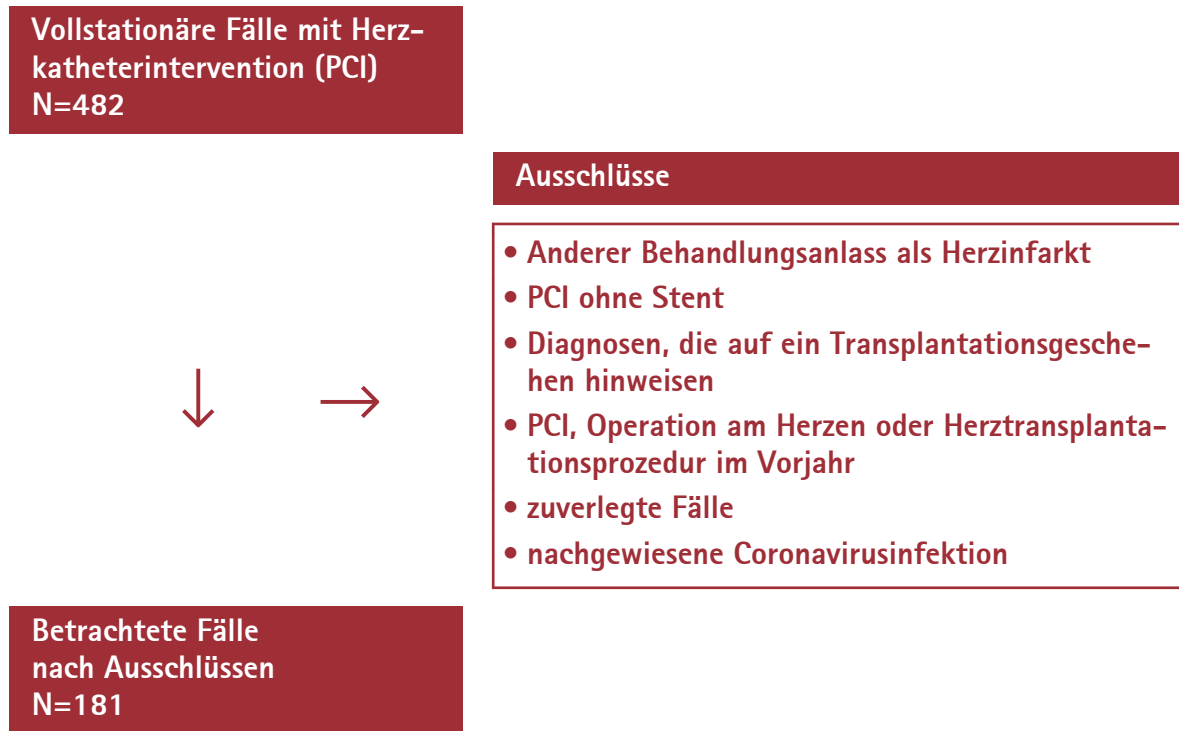 Vollstationäre Fälle mit Herz-
katheterintervention (PCI)
N=482
Ausschlüsse
• Anderer Behandlungsanlass als Herzinfarkt
• PCI ohne Stent
• Diagnosen, die auf ein Transplantationsgesche-
hen hinweisen
• PCI, Operation am Herzen oder Herztransplanta-
tionsprozedur im Vorjahr
• zuverlegte Fälle
• nachgewiesene Coronavirusinfektion
Betrachtete Fälle
nach Ausschlüssen
N=181